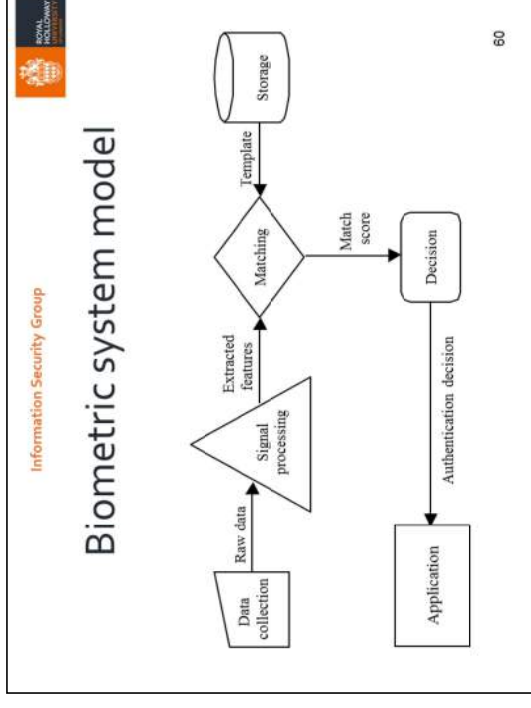 Information Security Group
ROYAL
HOLLOWAY
UNIVERSITY
Biometric system model
Data
collection
Raw data
Signal
processing
Extracted
features
Matching
Template
Storage
Match
score
Decision
Authentication decision
Application
60